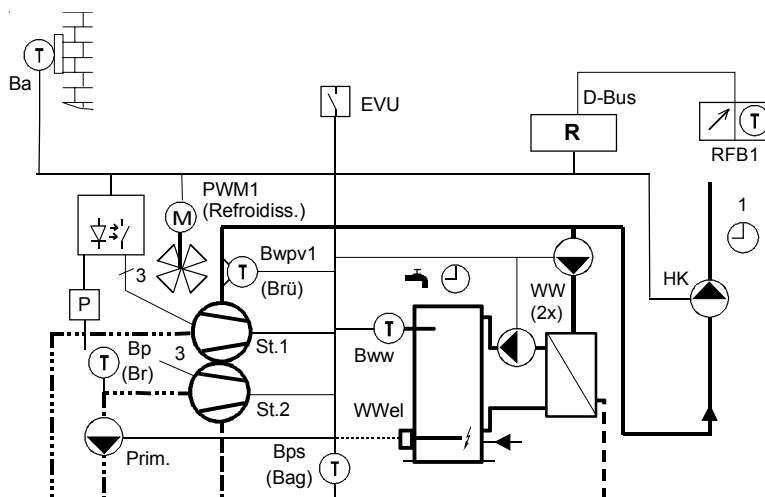 T
Ba
EVU
D-Bus
R
T
RFB1
PWM1
(Refroidiss.)
M
1
3
T
Bwpv1
(Brü)
HK
WW
(2x)
P
St.1
T
Bww
Bp
(Br)
3
T
St.2
WWel
Prim.
Bps
(Bag)
T